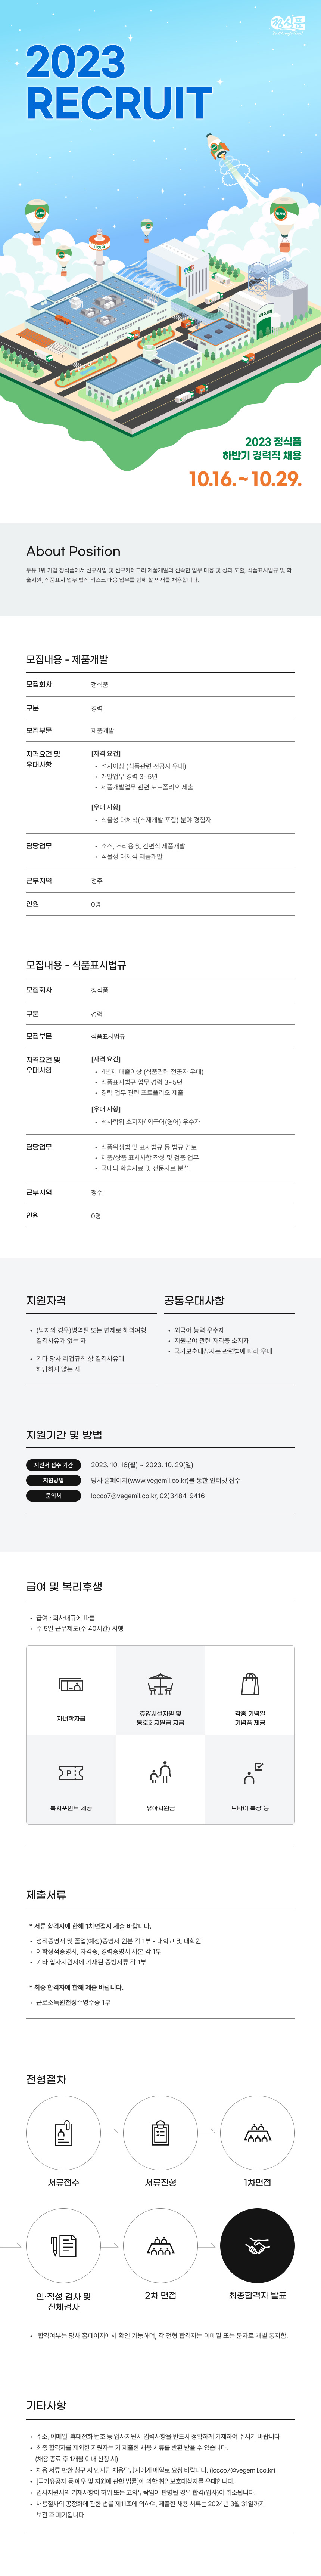 정식품
2023
RECRUIT
2023 정식품
하반기 경력직 채용
10.16. ~ 10.29.
About Position
두유 1위 기업 정식품에서 신규사업 및 신규카테고리 제품개발의 신속한 업무 대응 및 성과 도출, 식품표시법규 및 학
술지원, 식품표시 업무 법적 리스크 대응 업무를 함께 할 인재를 채용합니다.
모집내용 - 제품개발
모집회사 정식품
구분 경력
모집부문 제품개발
자격요건 및
우대사항
[자격 요건]
• 석사이상 (식품관련 전공자 우대)
• 개발업무 경력 3~5년
• 제품개발업무 관련 포트폴리오 제출
[우대 사항]
• 식물성 대체식(소재개발 포함) 분야 경험자
담당업무
• 소스, 조리용 및 간편식 제품개발
• 식물성 대체식 제품개발
근무지역 청주
인원 0명
모집내용 - 식품표시법규
모집회사 정식품
구분 경력
모집부문 식품표시법규
자격요건 및
우대사항
[자격 요건]
• 4년제 대졸이상 (식품관련 전공자 우대)
• 식품표시법규 업무 경력 3~5년
• 경력 업무 관련 포트폴리오 제출
[우대 사항]
• 석사학위 소지자/ 외국어(영어) 우수자
담당업무
• 식품위생법 및 표시법규 등 법규 검토
• 제품/상품 표시사항 작성 및 검증 업무
• 국내외 학술자료 및 전문자료 분석
근무지역 청주
인원 0명
지원자격
• (남자의 경우)병역필 또는 면제로 해외여행
결격사유가 없는 자
• 기타 당사 취업규칙 상 결격사유에
해당하지 않는 자
공통우대사항
• 외국어 능력 우수자
• 지원분야 관련 자격증 소지자
• 국가보훈대상자는 관련법에 따라 우대
지원기간 및 방법
지원서 접수 기간 2023. 10. 16(월) ~ 2023. 10. 29(일)
지원방법 당사 홈페이지(www.vegemil.co.kr)를 통한 인터넷 접수
문의처 locco7@vegemil.co.kr, 02)3484-9416
급여 및 복리후생
• 급여 : 회사내규에 따름
• 주 5일 근무제도(주 40시간) 시행
자녀학자금
휴양시설지원 및
동호회지원금 지급
각종 기념일
기념품 제공
복지포인트 제공
유아지원금
노타이 복장 등
제출서류
* 서류 합격자에 한해 1차면접시 제출 바랍니다.
• 성적증명서 및 졸업(예정)증명서 원본 각 1부 - 대학교 및 대학원
• 어학성적증명서, 자격증, 경력증명서 사본 각 1부
• 기타 입사지원서에 기재된 증빙서류 각 1부
* 최종 합격자에 한해 제출 바랍니다.
• 근로소득원천징수영수증 1부
전형절차
서류접수
서류전형
1차면접
인·적성 검사 및
신체검사
2차 면접
최종합격자 발표
• 합격여부는 당사 홈페이지에서 확인 가능하며, 각 전형 합격자는 이메일 또는 문자로 개별 통지함.
기타사항
• 주소, 이메일, 휴대전화 번호 등 입사지원서 입력사항을 반드시 정확하게 기재하여 주시기 바랍니다
• 최종 합격자를 제외한 지원자는 기 제출한 채용 서류를 반환 받을 수 있습니다.
(채용 종료 후 1개월 이내 신청 시)
• 채용 서류 반환 청구 시 인사팀 채용담당자에게 메일로 요청 바랍니다. (locco7@vegemil.co.kr)
• [국가유공자 등 예우 및 지원에 관한 법률]에 의한 취업보호대상자를 우대합니다.
• 입사지원서의 기재사항이 허위 또는 고의누락임이 판명될 경우 합격(입사)이 취소됩니다.
• 채용절차의 공정화에 관한 법률 제11조에 의하여, 제출한 채용 서류는 2024년 3월 31일까지
보관 후 폐기됩니다.